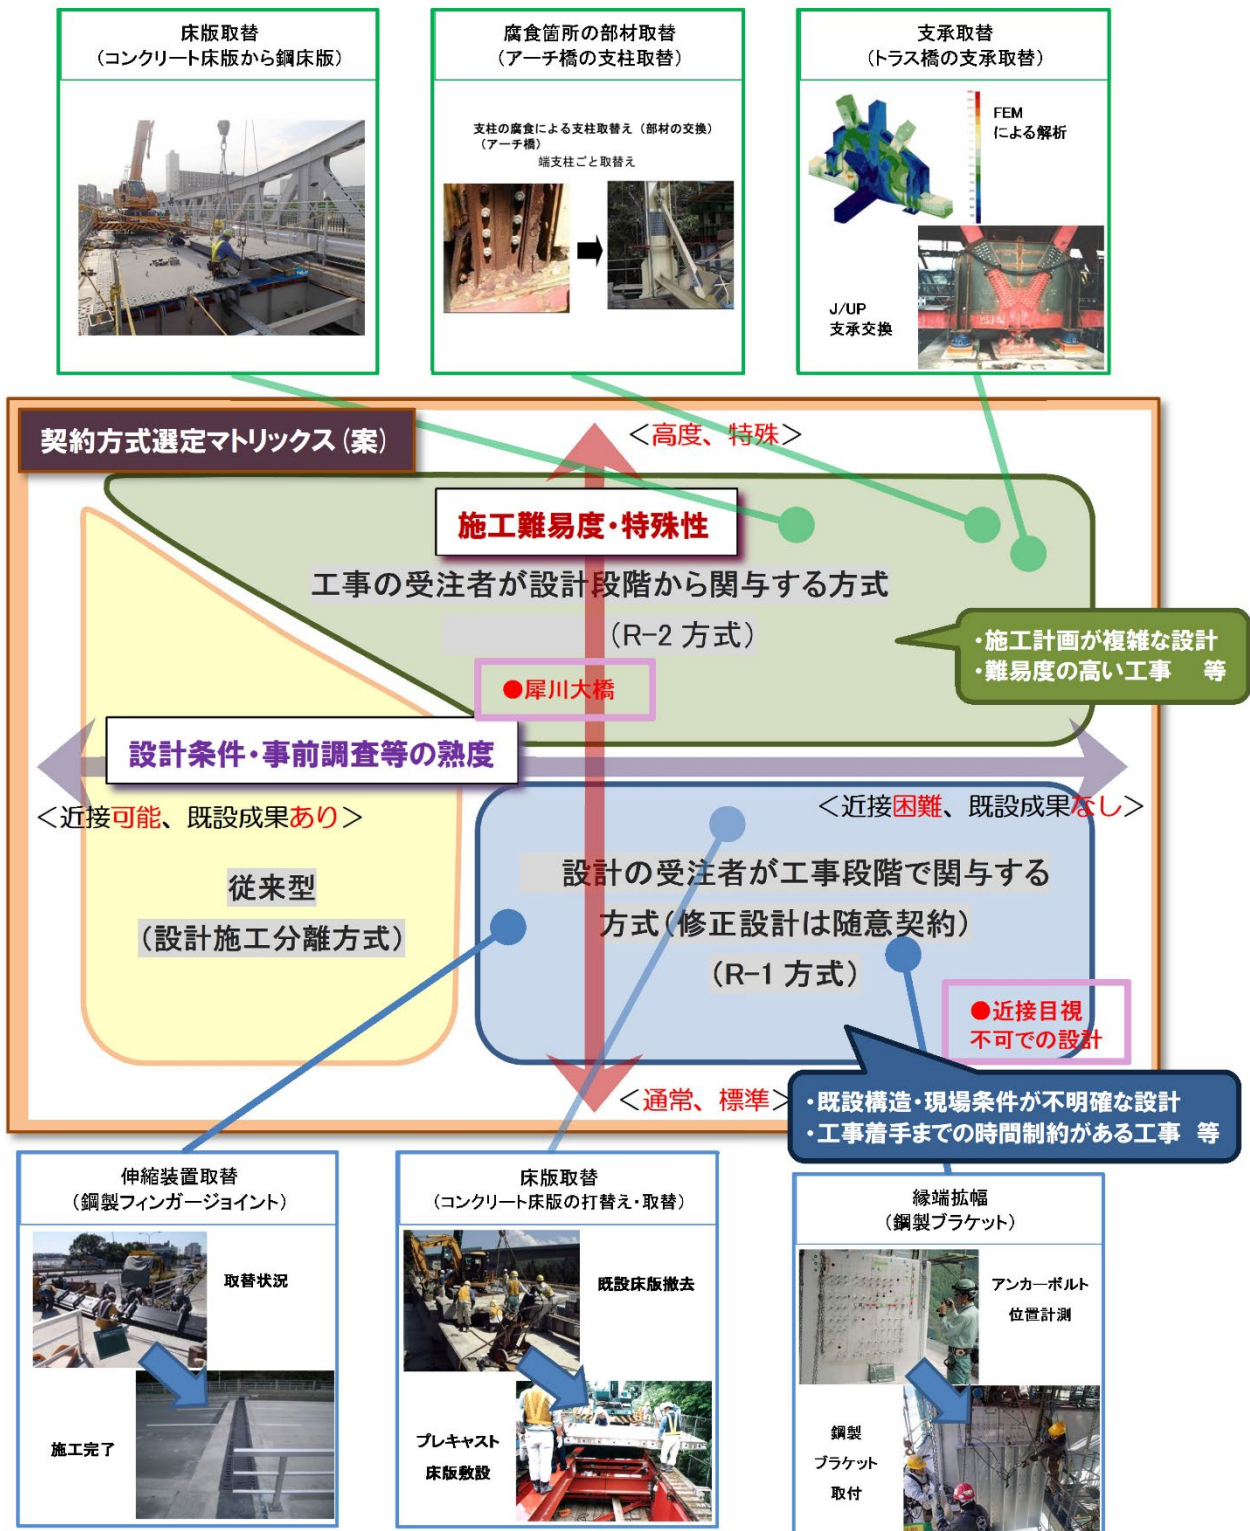 床版取替
（コンクリート床版から鋼床版）
腐食箇所の部材取替
（アーチ橋の支柱取替）
支柱の腐食による支柱取替え（部材の交換）
（アーチ橋）
端支柱ごと取替え
支承取替
（トラス橋の支承取替）
FEM
による解析
J/UP
支承交換
契約方式選定マトリックス（案）
＜高度、特殊＞
施工難易度・特殊性
工事の受注者が設計段階から関与する方式
（R-2 方式）
・施工計画が複雑な設計
・難易度の高い工事　等
●犀川大橋
設計条件・事前調査等の熟度
＜近接可能、既設成果あり＞
＜近接困難、既設成果なし＞
従来型
（設計施工分離方式）
設計の受注者が工事段階で関与する
方式（修正設計は随意契約）
（R-1 方式）
●近接目視
不可での設計
＜通常、標準＞
・既設構造・現場条件が不明確な設計
・工事着手までの時間制約がある工事　等
伸縮装置取替
（鋼製フィンガージョイント）
取替状況
施工完了
床版取替
（コンクリート床版の打替え・取替）
既設床版撤去
プレキャスト
床版敷設
縁端拡幅
（鋼製ブラケット）
アンカーボルト
位置計測
鋼製
ブラケット
取付